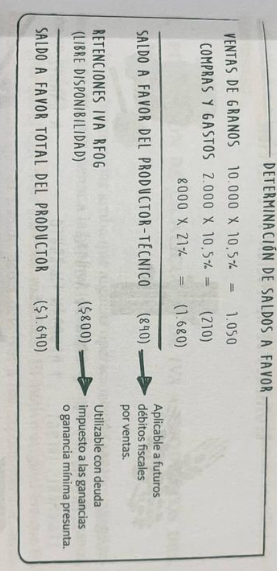 DETERMINACIÓN DE SALDOS A FAVOR
VENTAS DE GRANOS 10.000 X 10,5% = 1.050
COMPRAS Y GASTOS 2.000 X 10,5% = (210)
8000 X 21% = (1.680)
SALDO A FAVOR DEL PRODUCTOR-TÉCNICO (840)
Aplicable a futuros
débitos fiscales
por ventas.
RETENCIONES IVA RFOG
(LIBRE DISPONIBILIDAD) ($800)
Utilizable con deuda
impuesto a las ganancias
o ganancia mínima presunta.
SALDO A FAVOR TOTAL DEL PRODUCTOR ($1.640)